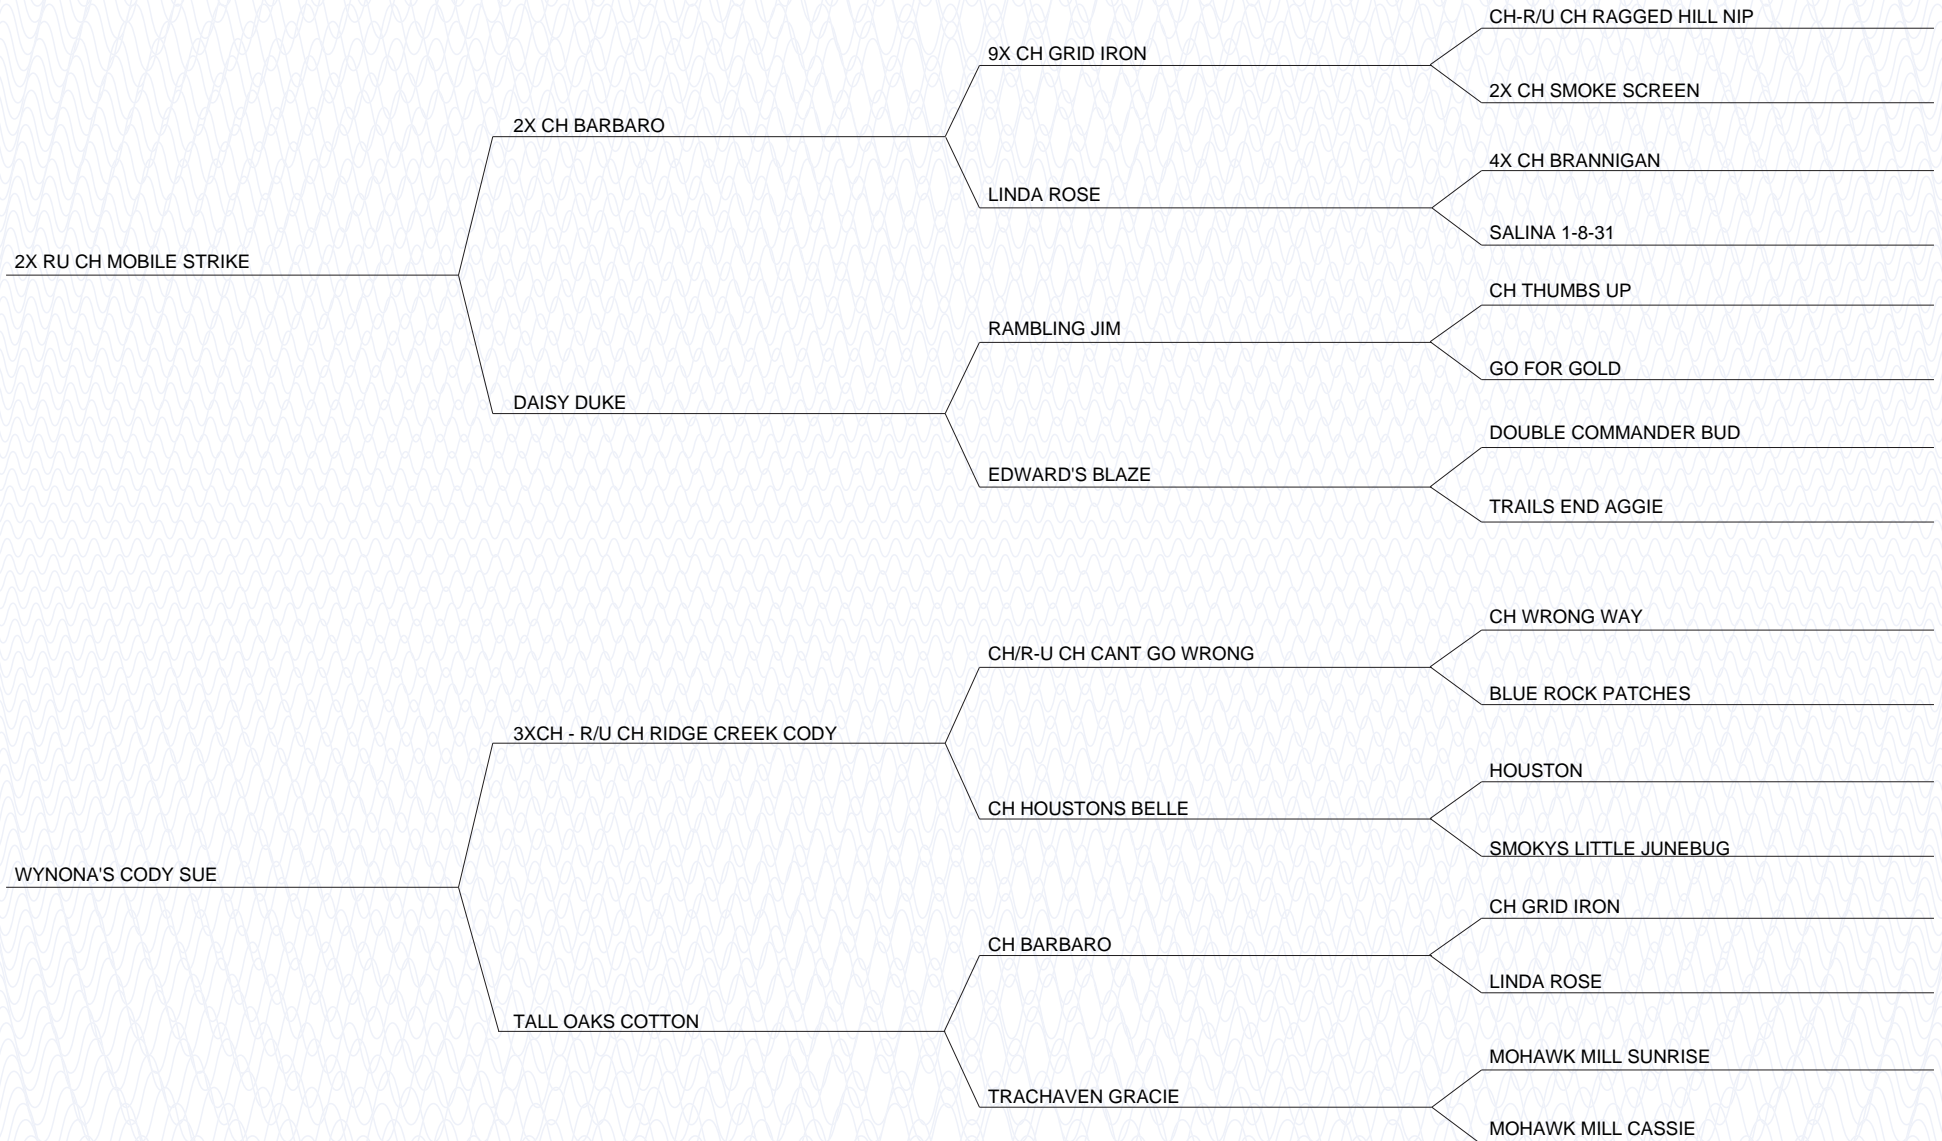 CH-R/U CH RAGGED HILL NIP
9X CH GRID IRON
2X CH SMOKE SCREEN
2X CH BARBARO
4X CH BRANNIGAN
LINDA ROSE
SALINA 1-8-31
2X RU CH MOBILE STRIKE
CH THUMBS UP
RAMBLING JIM
GO FOR GOLD
DAISY DUKE
DOUBLE COMMANDER BUD
EDWARD'S BLAZE
TRAILS END AGGIE
CH WRONG WAY
CH/R-U CH CANT GO WRONG
BLUE ROCK PATCHES
3XCH - R/U CH RIDGE CREEK CODY
HOUSTON
CH HOUSTONS BELLE
SMOKYS LITTLE JUNEBUG
WYNONA'S CODY SUE
CH GRID IRON
CH BARBARO
LINDA ROSE
TALL OAKS COTTON
MOHAWK MILL SUNRISE
TRACHAVEN GRACIE
MOHAWK MILL CASSIE